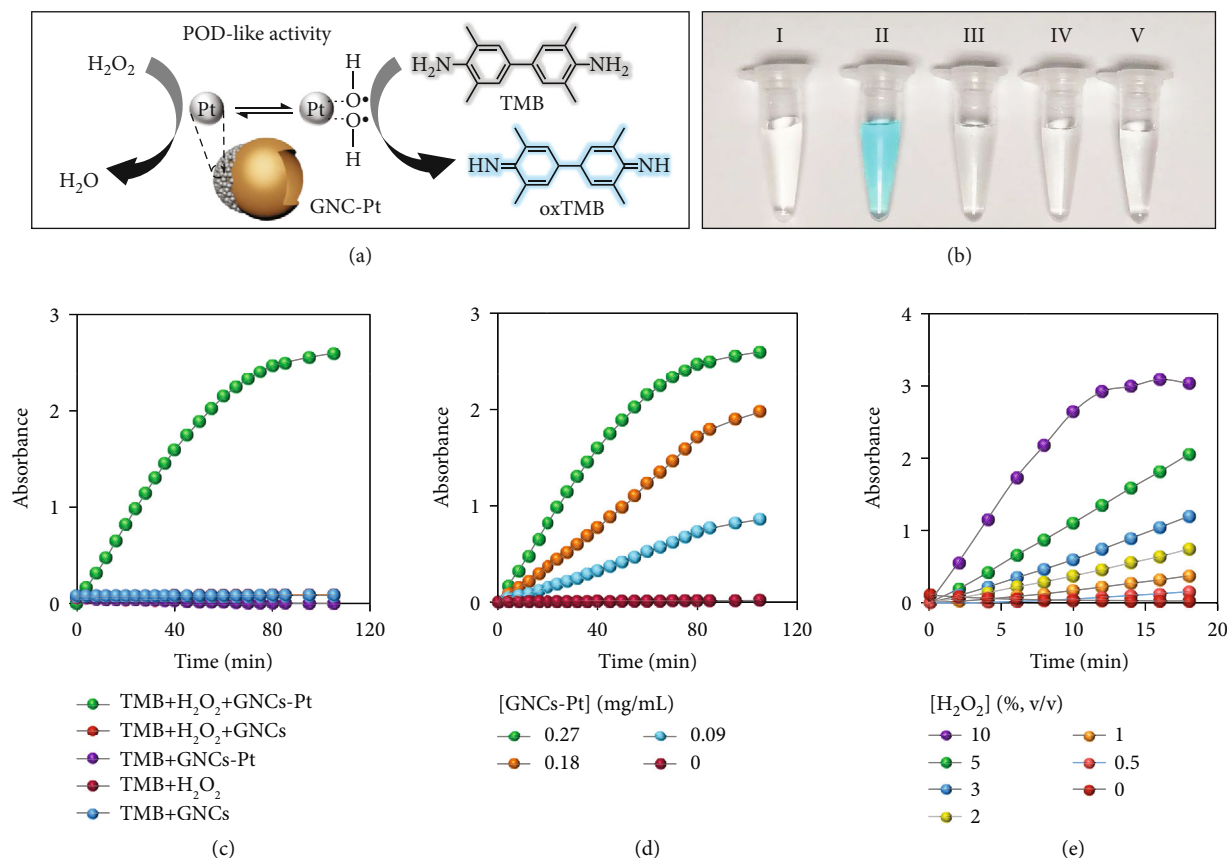 POD-like activity
H₂O₂
H₂O
Pt
Pt
H
O•
O•
H
GNC-Pt
H₂N
NH₂
TMB
HN
NH
oxTMB
(a)
I II III IV V
(b)
3
2
1
0
0 40 80 120
Absorbance
Time (min)
TMB+H₂O₂+GNCs-Pt
TMB+H₂O₂+GNCs
TMB+GNCs-Pt
TMB+H₂O₂
TMB+GNCs
(c)
3
2
1
0
0 40 80 120
Absorbance
Time (min)
[GNCs-Pt] (mg/mL)
0.27 0.09
0.18 0
(d)
4
3
2
1
0
0 5 10 15 20
Absorbance
Time (min)
[H₂O₂] (%, v/v)
10 1
5 0.5
3 0
2
(e)